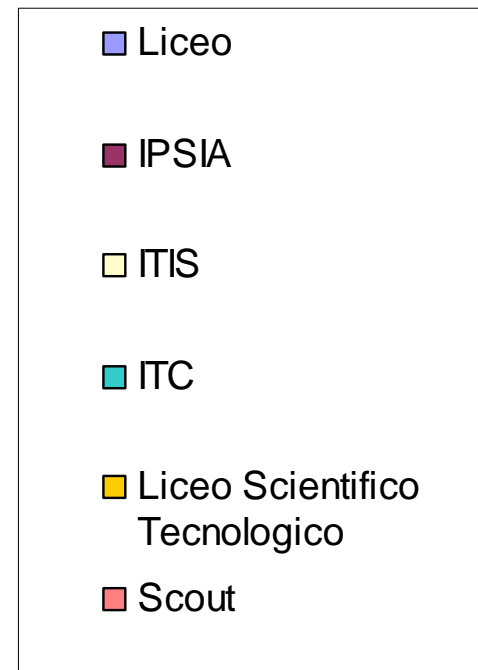 Liceo
IPSIA
ITIS
ITC
Liceo Scientifico
Tecnologico
Scout